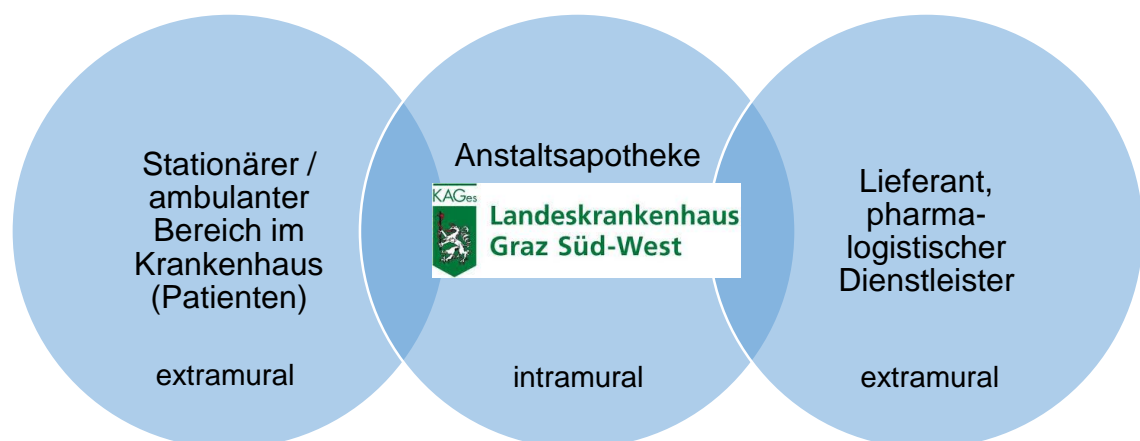 Stationärer /
ambulanter
Bereich im
Krankenhaus
(Patienten)
extramural
Anstaltsapotheke
KAGes
Landeskrankenhaus
Graz Süd-West
intramural
Lieferant,
pharma-
logistischer
Dienstleister
extramural